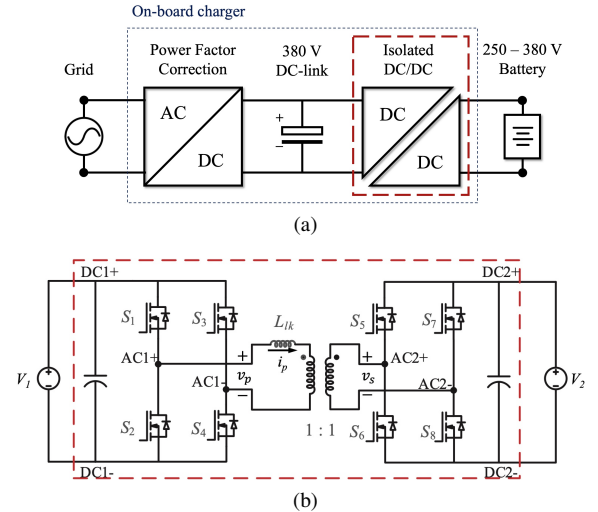 On-board charger
Grid
Power Factor
Correction
380 V
DC-link
Isolated
DC/DC
250 – 380 V
Battery
AC
DC
+
−
DC
DC
(a)
DC1+
DC2+
S1
S3
Llk
S5
S7
AC1+
+
ip
+
AC2+
V1
+
−
AC1-
vp
vs
AC2-
+
−
V2
−
−
S2
S4
1 : 1
S6
S8
DC1-
DC2-
(b)